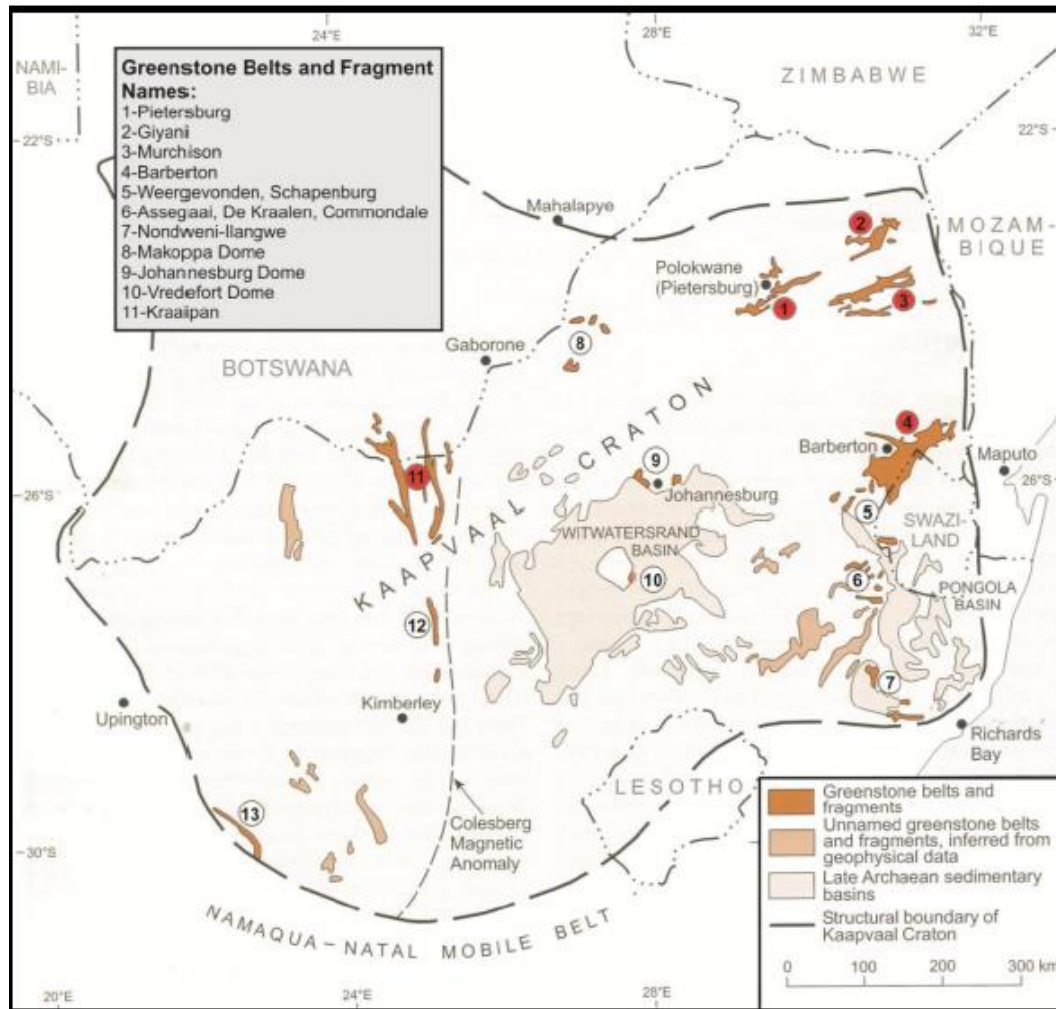 24°E
28°E
32°E
NAMI-
BIA
ZIMBABWE
22°S
22°S
Greenstone Belts and Fragment
Names:
1-Pietersburg
2-Giyani
3-Murchison
4-Barberton
5-Weergevonden, Schapenburg
6-Assegaai, De Kraalen, Commondale
7-Nondweni-Ilangwe
8-Makoppa Dome
9-Johannesburg Dome
10-Vredefort Dome
11-Kraaipan
Mahalapye
MOZAM-
BIQUE
2
Polokwane
(Pietersburg)
1
3
8
Gaborone
BOTSWANA
KAAPVAAL CRATON
4
Barberton
Maputo
11
9
Johannesburg
26°S
26°S
5
SWAZI-
LAND
WITWATERSRAND
BASIN
10
6
PONGOLA
BASIN
12
7
Upington
Kimberley
Richards
Bay
LESOTHO
13
Colesberg
Magnetic
Anomaly
30°S
NAMAQUA-NATAL MOBILE BELT
Greenstone belts and
fragments
Unnamed greenstone belts
and fragments, inferred from
geophysical data
Late Archaean sedimentary
basins
Structural boundary of
Kaapvaal Craton
0 100 200 300 km
20°E
24°E
28°E